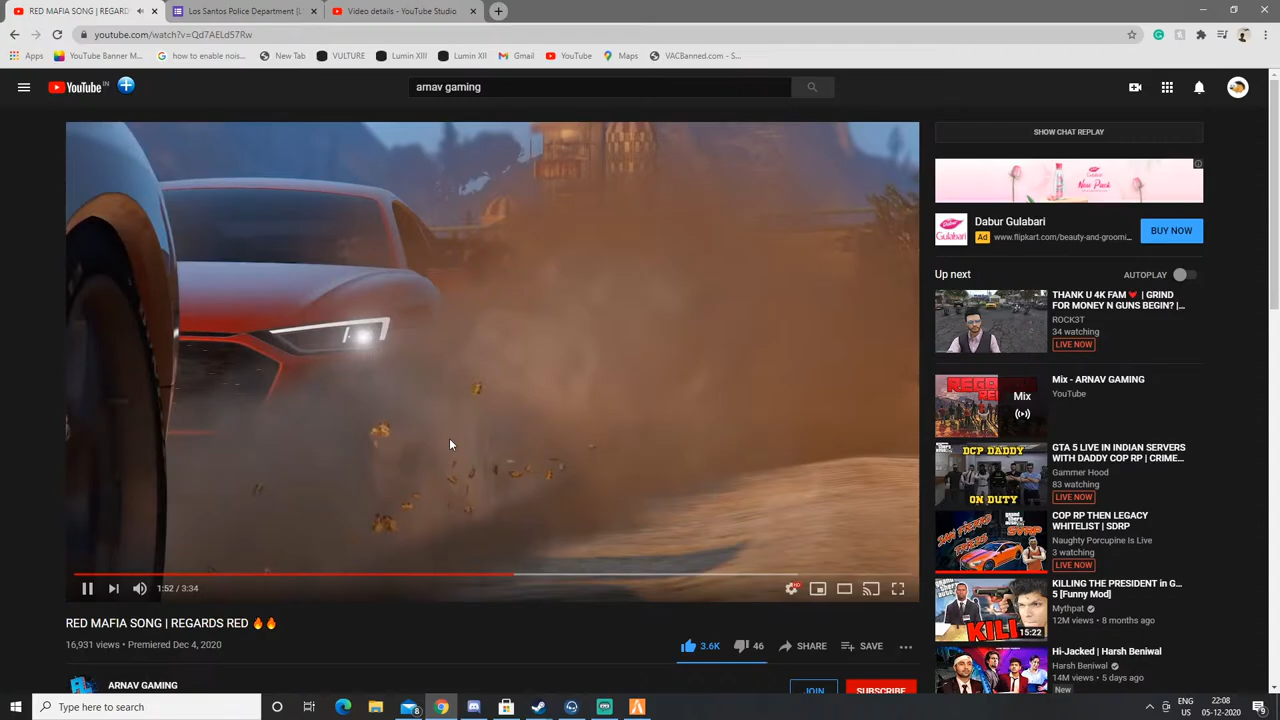 RED MAFIA SONG | REGARD
Los Santos Police Department [L
Video details - YouTube Studio
youtube.com/watch?v=Qd7AELd57Rw
Apps
YouTube Banner M...
how to enable nois...
New Tab
VULTURE
Lumin XIII
Lumin XII
Gmail
YouTube
Maps
VACBanned.com - S...
YouTube IN
arnav gaming
SHOW CHAT REPLAY
New Pack
Dabur Gulabari
Ad www.flipkart.com/beauty-and-groomi...
BUY NOW
Gulabari
Up next
AUTOPLAY
THANK U 4K FAM | GRIND
FOR MONEY N GUNS BEGIN? |...
ROCK3T
34 watching
LIVE NOW
Mix
Mix - ARNAV GAMING
YouTube
DCP DADDY
ON DUTY
GTA 5 LIVE IN INDIAN SERVERS
WITH DADDY COP RP | CRIME...
Gammer Hood
83 watching
LIVE NOW
COP RP THEN LEGACY
WHITELIST | SDRP
Naughty Porcupine Is Live
3 watching
LIVE NOW
KILL
15:22
KILLING THE PRESIDENT in G...
5 [Funny Mod]
Mythpat
12M views • 8 months ago
Hi-Jacked | Harsh Beniwal
Harsh Beniwal
14M views • 5 days ago
New
1:52 / 3:34
HD
RED MAFIA SONG | REGARDS RED 🔥🔥
16,931 views • Premiered Dec 4, 2020
3.6K
46
SHARE
SAVE
ARNAV GAMING
JOIN
SUBSCRIBE
Type here to search
8
ENG
US
22:08
05-12-2020
9